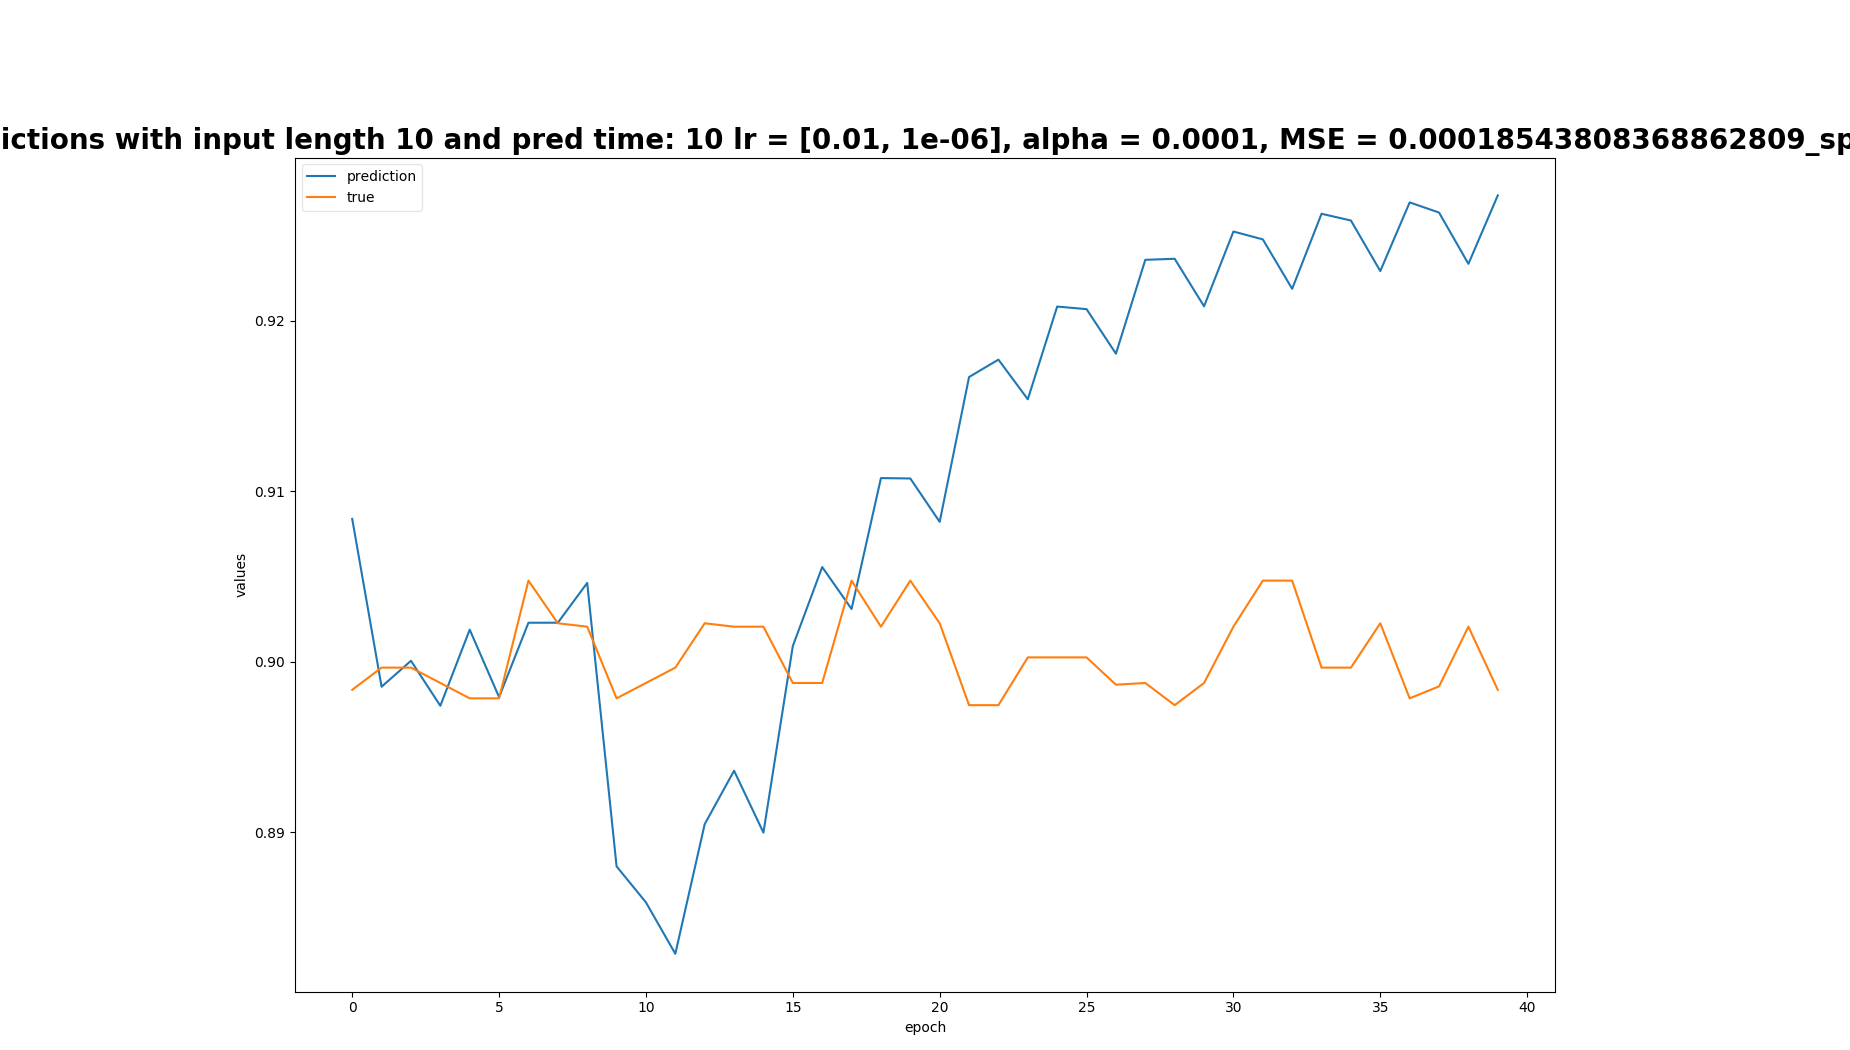 ictions with input length 10 and pred time: 10 lr = [0.01, 1e-06], alpha = 0.0001, MSE = 0.00018543808368862809_sp
prediction
true
0.92
0.91
0.90
0.89
values
0 5 10 15 20 25 30 35 40
epoch